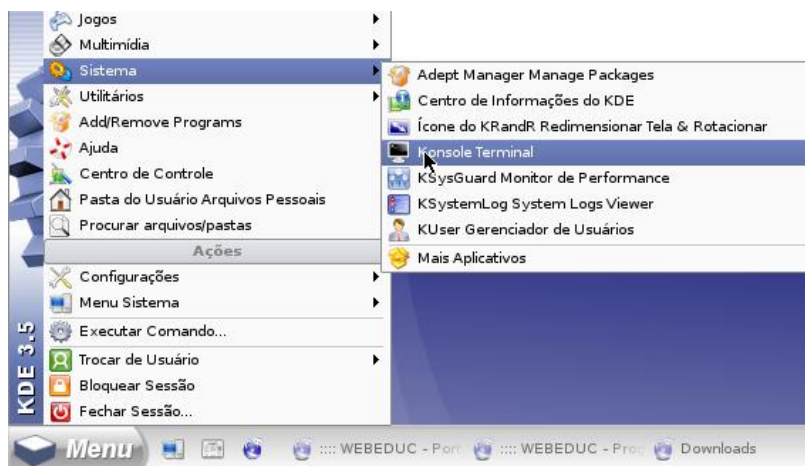 Jogos
Multimídia
Sistema
Utilitários
Add/Remove Programs
Ajuda
Centro de Controle
Pasta do Usuário Arquivos Pessoais
Procurar arquivos/pastas
Ações
Configurações
Menu Sistema
Executar Comando...
Trocar de Usuário
Bloquear Sessão
Fechar Sessão...
KDE 3.5
Adept Manager Manage Packages
Centro de Informações do KDE
Ícone do KRandR Redimensionar Tela & Rotacionar
Konsole Terminal
KSysGuard Monitor de Performance
KSystemLog System Logs Viewer
KUser Gerenciador de Usuários
Mais Aplicativos
Menu
:::: WEBEDUC - Port
:::: WEBEDUC - Pro
Downloads